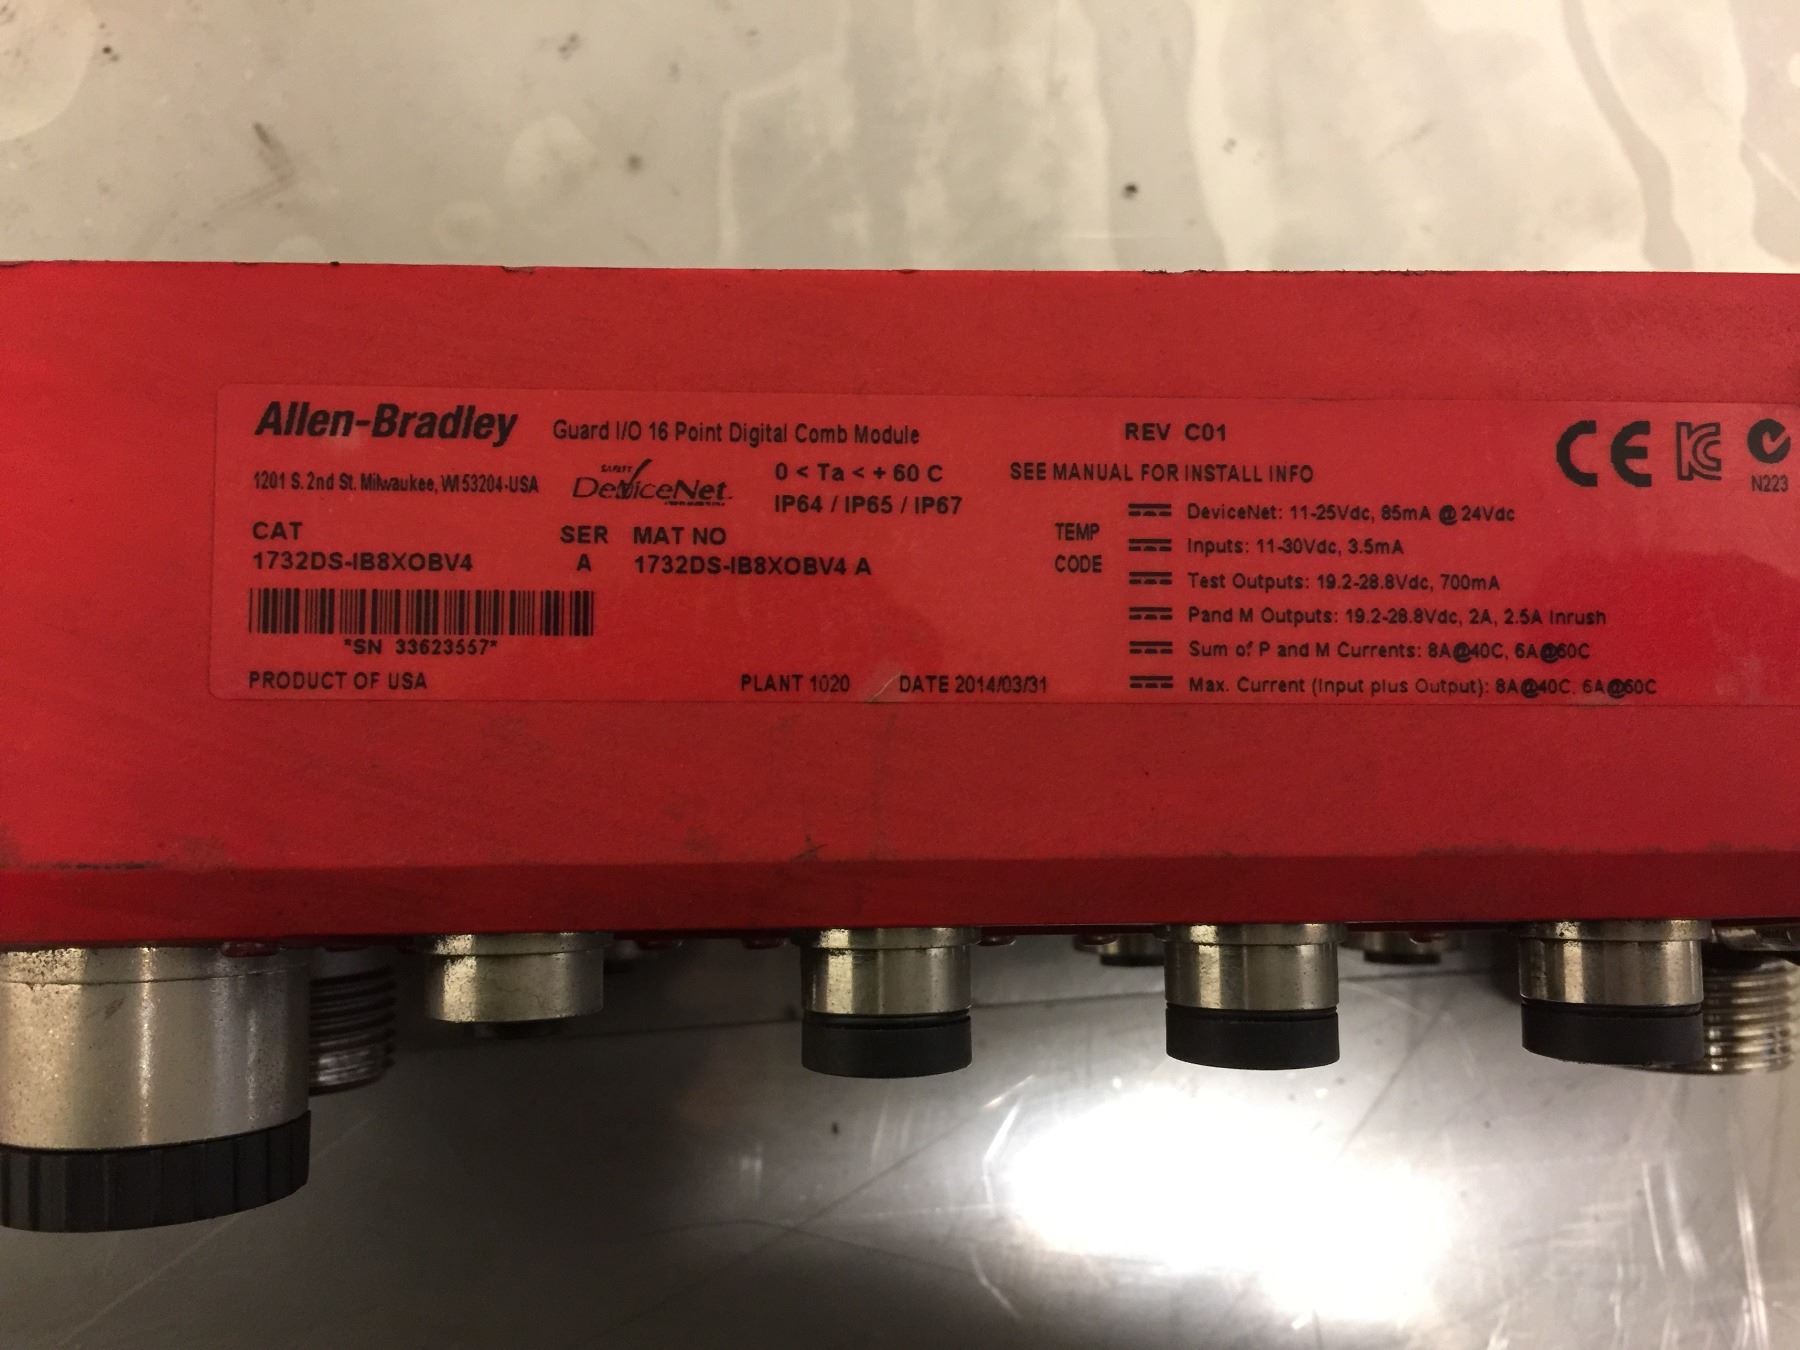 Allen-Bradley Guard I/O 16 Point Digital Comb Module REV C01
1201 S. 2nd St. Milwaukee, WI 53204-USA DeviceNet. 0 < Ta < + 60 C SEE MANUAL FOR INSTALL INFO
SAFETY
IP64 / IP65 / IP67
CE
N223
CAT SER MAT NO
1732DS-IB8XOBV4 A 1732DS-IB8XOBV4 A
TEMP
CODE
DeviceNet: 11-25Vdc, 85mA @ 24Vdc
Inputs: 11-30Vdc, 3.5mA
Test Outputs: 19.2-28.8Vdc, 700mA
P and M Outputs: 19.2-28.8Vdc, 2A, 2.5A Inrush
Sum of P and M Currents: 8A@40C, 6A@60C
Max. Current (Input plus Output): 8A@40C, 6A@60C
*SN 33623557*
PRODUCT OF USA PLANT 1020 DATE 2014/03/31